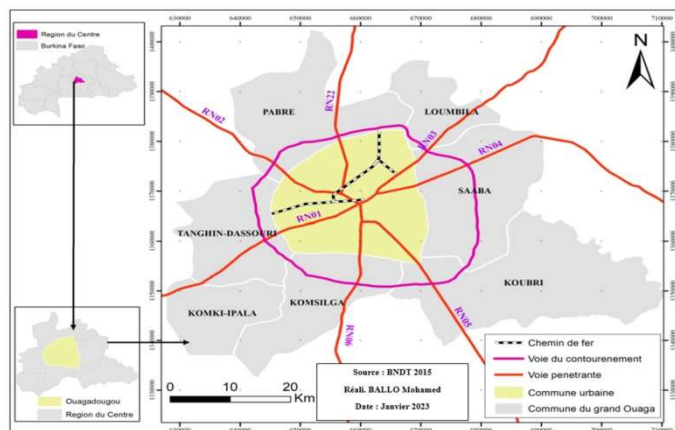 Region du Centre
Burkina Faso
Ouagadougou
Region du Centre
630000 640000 650000 660000 670000 680000 690000 700000 710000
N
PABRE
LOUMBILA
SAABA
TANGHIN-DASSOURI
KOUBRI
KOMKI-IPALA
KOMSILGA
RN22
RN02
RN03
RN04
RN01
RN05
RN06
0 10 20
Km
Source : BNDT 2015
Réali. BALLO Mohamed
Date : Janvier 2023
Chemin de fer
Voie du contourenement
Voie penetrante
Commune urbaine
Commune du grand Ouaga